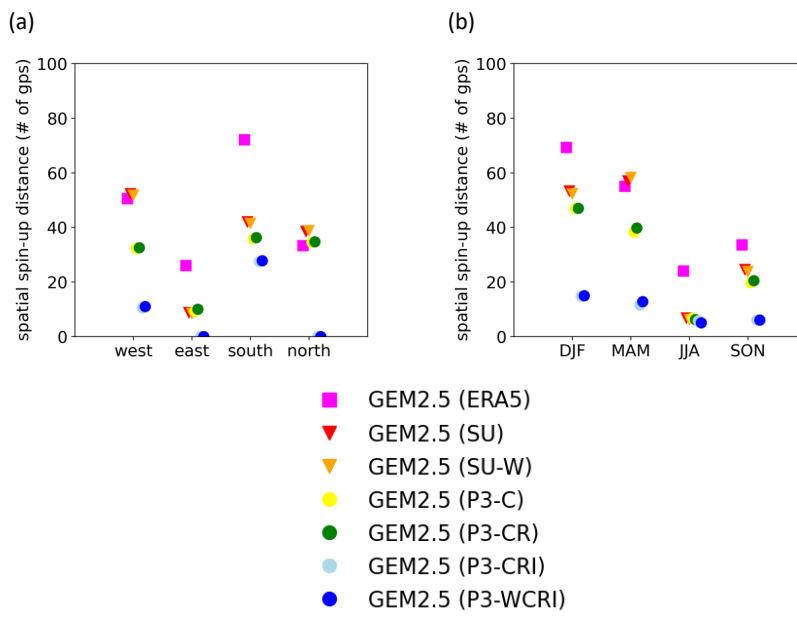 (a)
(b)
spatial spin-up distance (# of gps)
100
80
60
40
20
0
west east south north
spatial spin-up distance (# of gps)
100
80
60
40
20
0
DJF MAM JJA SON
GEM2.5 (ERA5)
GEM2.5 (SU)
GEM2.5 (SU-W)
GEM2.5 (P3-C)
GEM2.5 (P3-CR)
GEM2.5 (P3-CRI)
GEM2.5 (P3-WCRI)